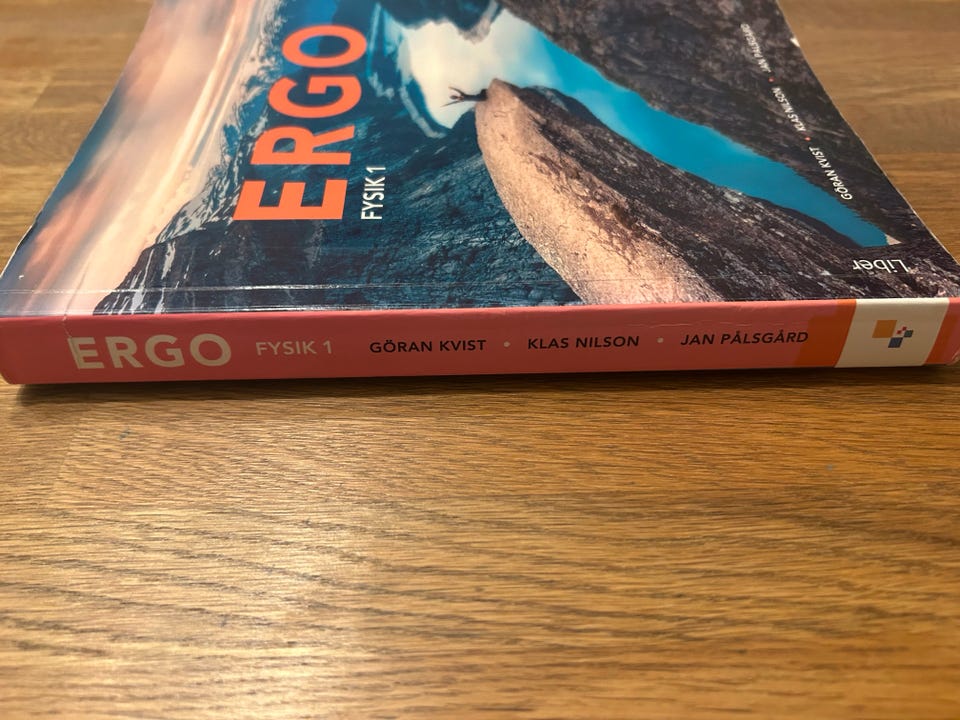 ERGO
FYSIK 1
GÖRAN KVIST • KLAS NILSON • JAN PÅLSGÅRD
Liber
ERGO FYSIK 1 GÖRAN KVIST • KLAS NILSON • JAN PÅLSGÅRD